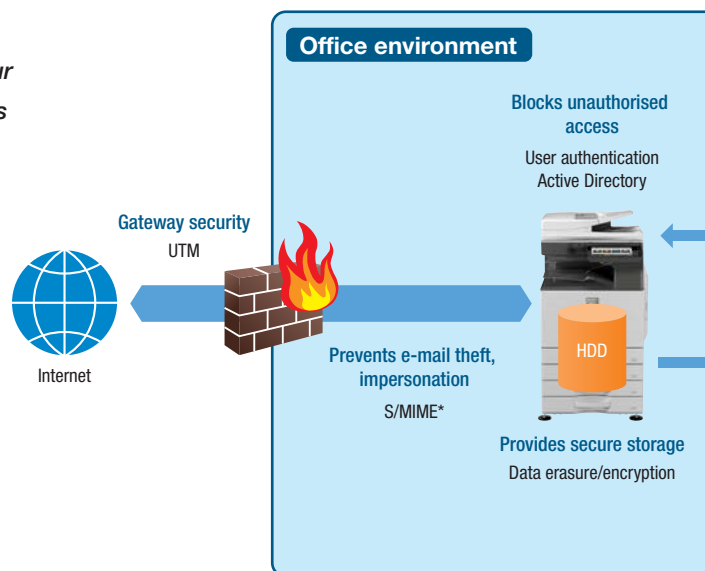 ur
s
Office environment
Blocks unauthorised
access
User authentication
Active Directory
Gateway security
UTM
Internet
Prevents e-mail theft,
impersonation
S/MIME*
HDD
Provides secure storage
Data erasure/encryption